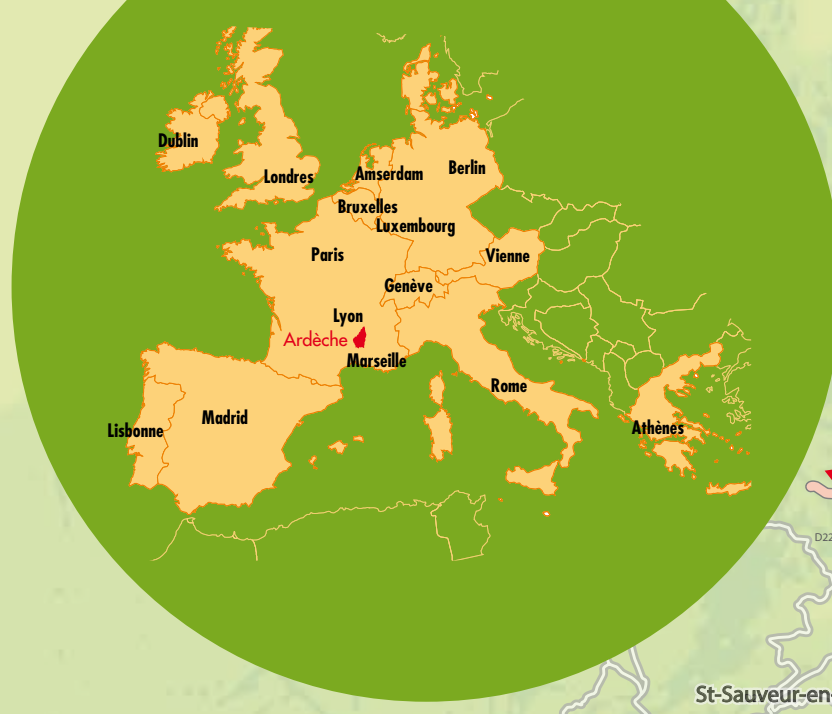 Dublin
Londres
Amserdam
Berlin
Bruxelles
Luxembourg
Paris
Vienne
Genève
Lyon
Ardèche
Marseille
Rome
Madrid
Lisbonne
Athènes
D22
St-Sauveur-en-